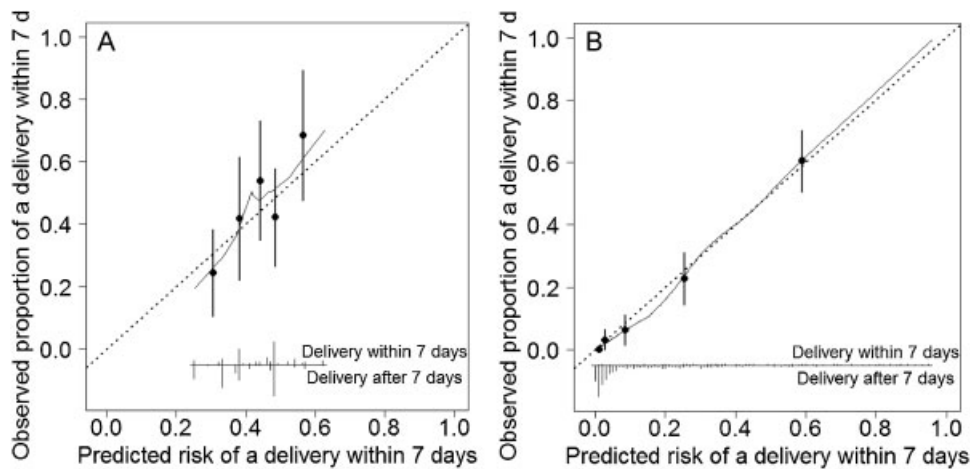 A
Observed proportion of a delivery within 7 d
1.0
0.8
0.6
0.4
0.2
0.0
Delivery within 7 days
Delivery after 7 days
0.0 0.2 0.4 0.6 0.8 1.0
Predicted risk of a delivery within 7 days
B
Observed proportion of a delivery within 7 d
1.0
0.8
0.6
0.4
0.2
0.0
Delivery within 7 days
Delivery after 7 days
0.0 0.2 0.4 0.6 0.8 1.0
Predicted risk of a delivery within 7 days